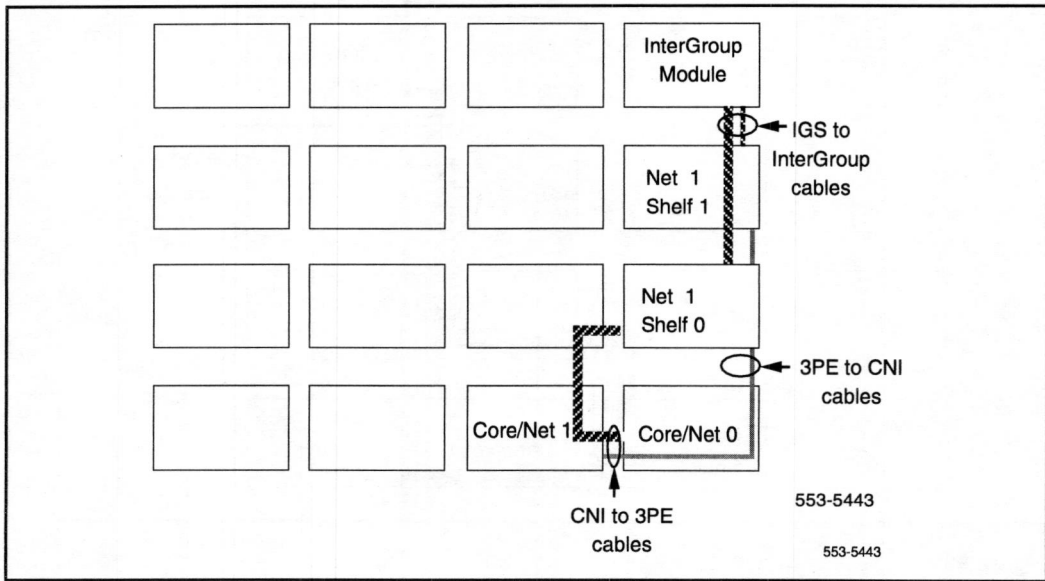 InterGroup
Module
IGS to
InterGroup
cables
Net 1
Shelf 1
Net 1
Shelf 0
3PE to CNI
cables
Core/Net 1
Core/Net 0
CNI to 3PE
cables
553-5443
553-5443